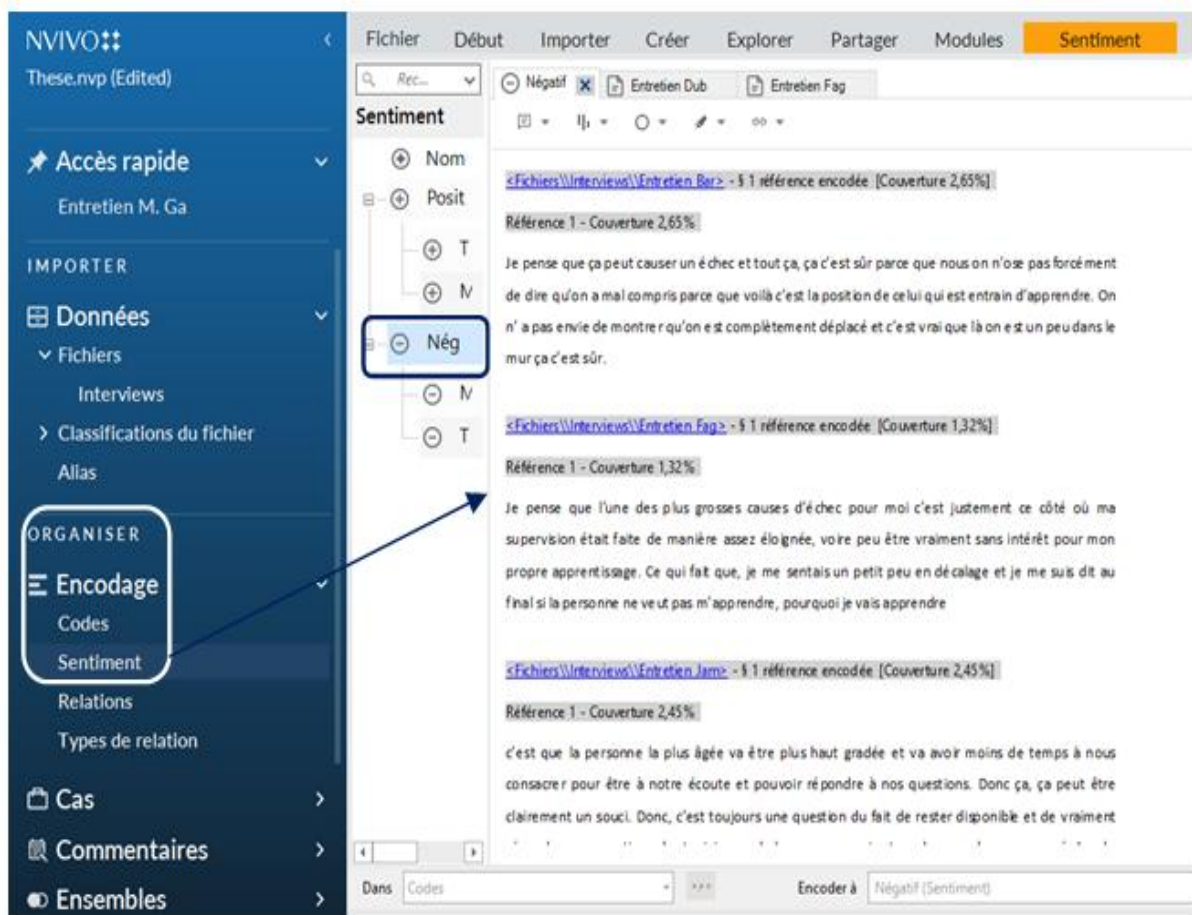 NVIVO
These.nvp (Edited)
Accès rapide
Entretien M. Ga
IMPORTER
Données
Fichiers
Interviews
Classifications du fichier
Alias
ORGANISER
Encodage
Codes
Sentiment
Relations
Types de relation
Cas
Commentaires
Ensembles
Fichier Début Importer Créer Explorer Partager Modules Sentiment
Rec...
Sentiment
Nom
Posit
T
M
Nég
M
T
Négatif Entretien Dub Entretien Fag
<Fichiers\\Interviews\\Entretien Bar> - § 1 référence encodée [Couverture 2,65%]
Référence 1 - Couverture 2,65%
Je pense que ça peut causer un échec et tout ça, ça c'est sûr parce que nous on n'ose pas forcément
de dire qu'on a mal compris parce que voilà c'est la position de celui qui est entrain d'apprendre. On
n' a pas envie de montrer qu'on est complètement déplacé et c'est vrai que là on est un peu dans le
mur ça c'est sûr.
<Fichiers\\Interviews\\Entretien Fag> - § 1 référence encodée [Couverture 1,32%]
Référence 1 - Couverture 1,32%
Je pense que l'une des plus grosses causes d'échec pour moi c'est justement ce côté où ma
supervision était faite de manière assez éloignée, voire peu être vraiment sans intérêt pour mon
propre apprentissage. Ce qui fait que, je me sentais un petit peu en décalage et je me suis dit au
final si la personne ne veut pas m'apprendre, pourquoi je vais apprendre
<Fichiers\\Interviews\\Entretien Jam> - § 1 référence encodée [Couverture 2,45%]
Référence 1 - Couverture 2,45%
c'est que la personne la plus âgée va être plus haut gradée et va avoir moins de temps à nous
consacrer pour être à notre écoute et pouvoir répondre à nos questions. Donc ça, ça peut être
clairement un souci. Donc, c'est toujours une question du fait de rester disponible et de vraiment
Dans Codes Encoder à Négatif (Sentiment)